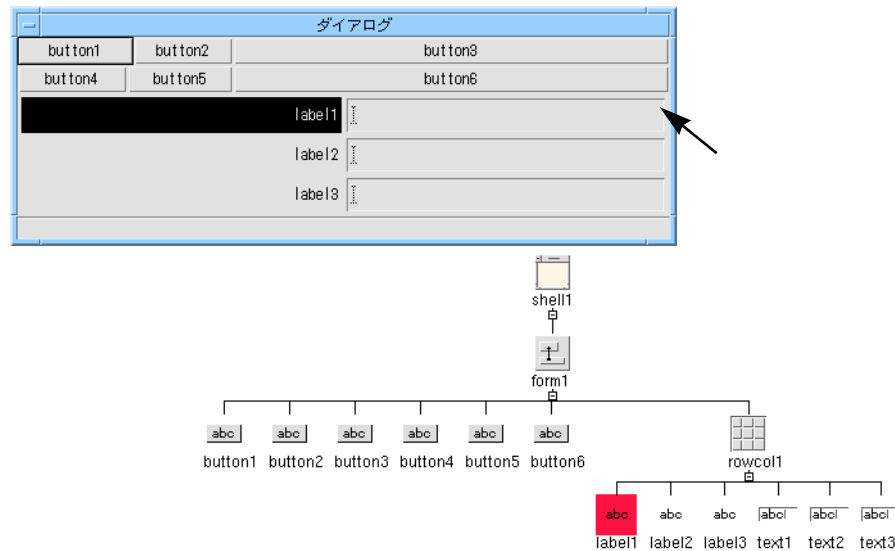 ダイアログ
button1 button2 button3
button4 button5 button6
label1
label2
label3
shell1
form1
abc abc abc abc abc abc
button1 button2 button3 button4 button5 button6 rowcol1
abc abc abc abc abc abc
label1 label2 label3 text1 text2 text3